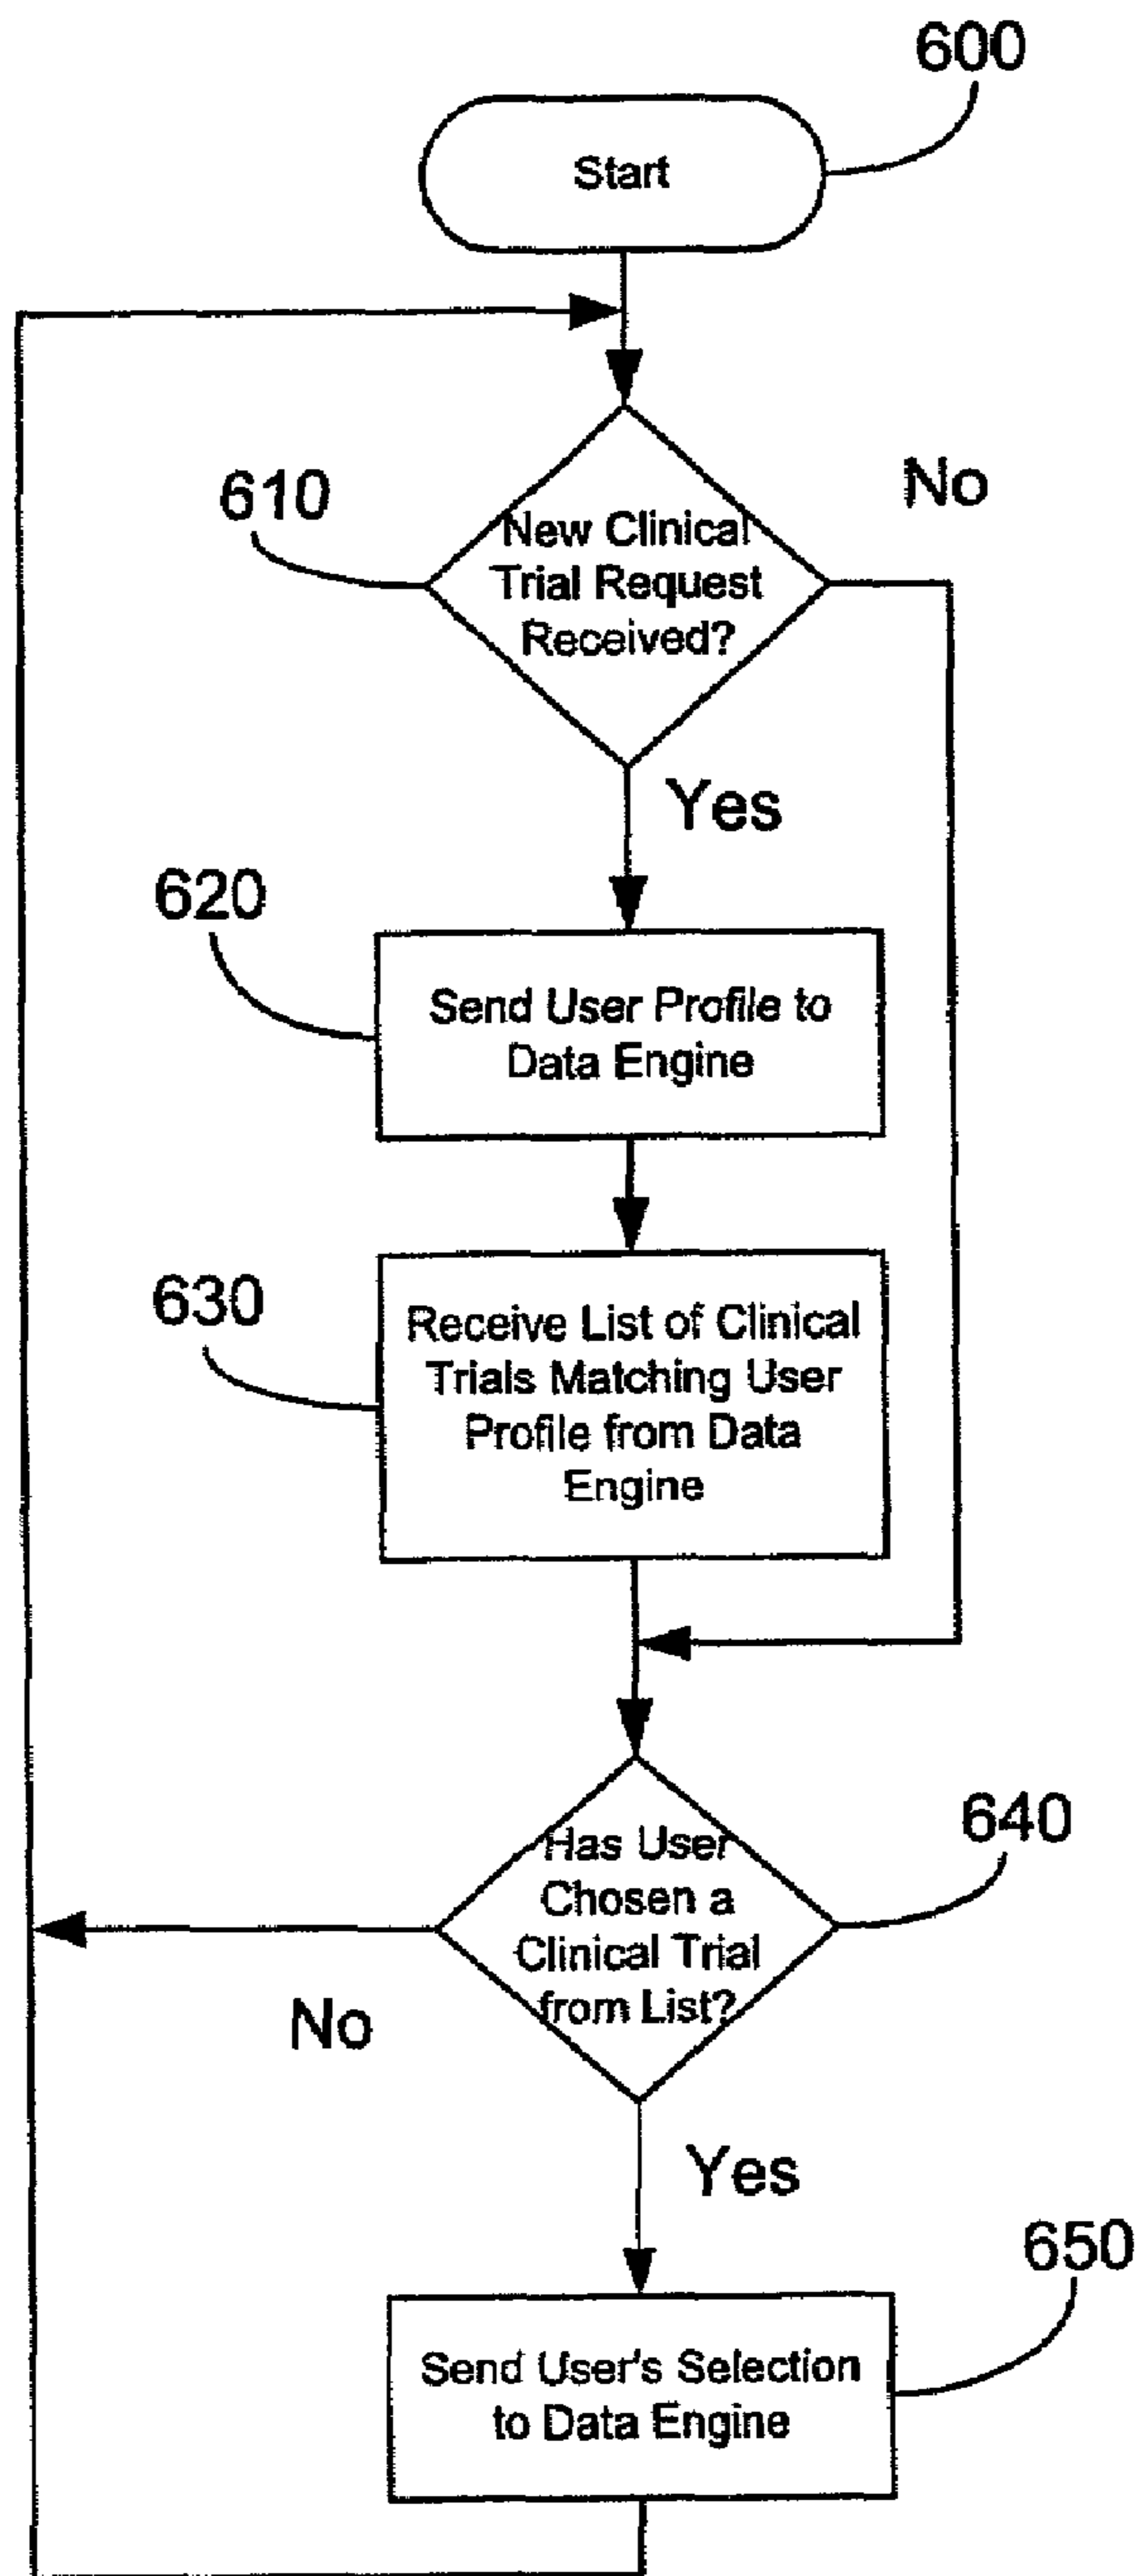 600
Start
610
New Clinical
Trial Request
Received?
No
Yes
620
Send User Profile to
Data Engine
630
Receive List of Clinical
Trials Matching User
Profile from Data
Engine
640
Has User
Chosen a
Clinical Trial
from List?
No
Yes
650
Send User's Selection
to Data Engine